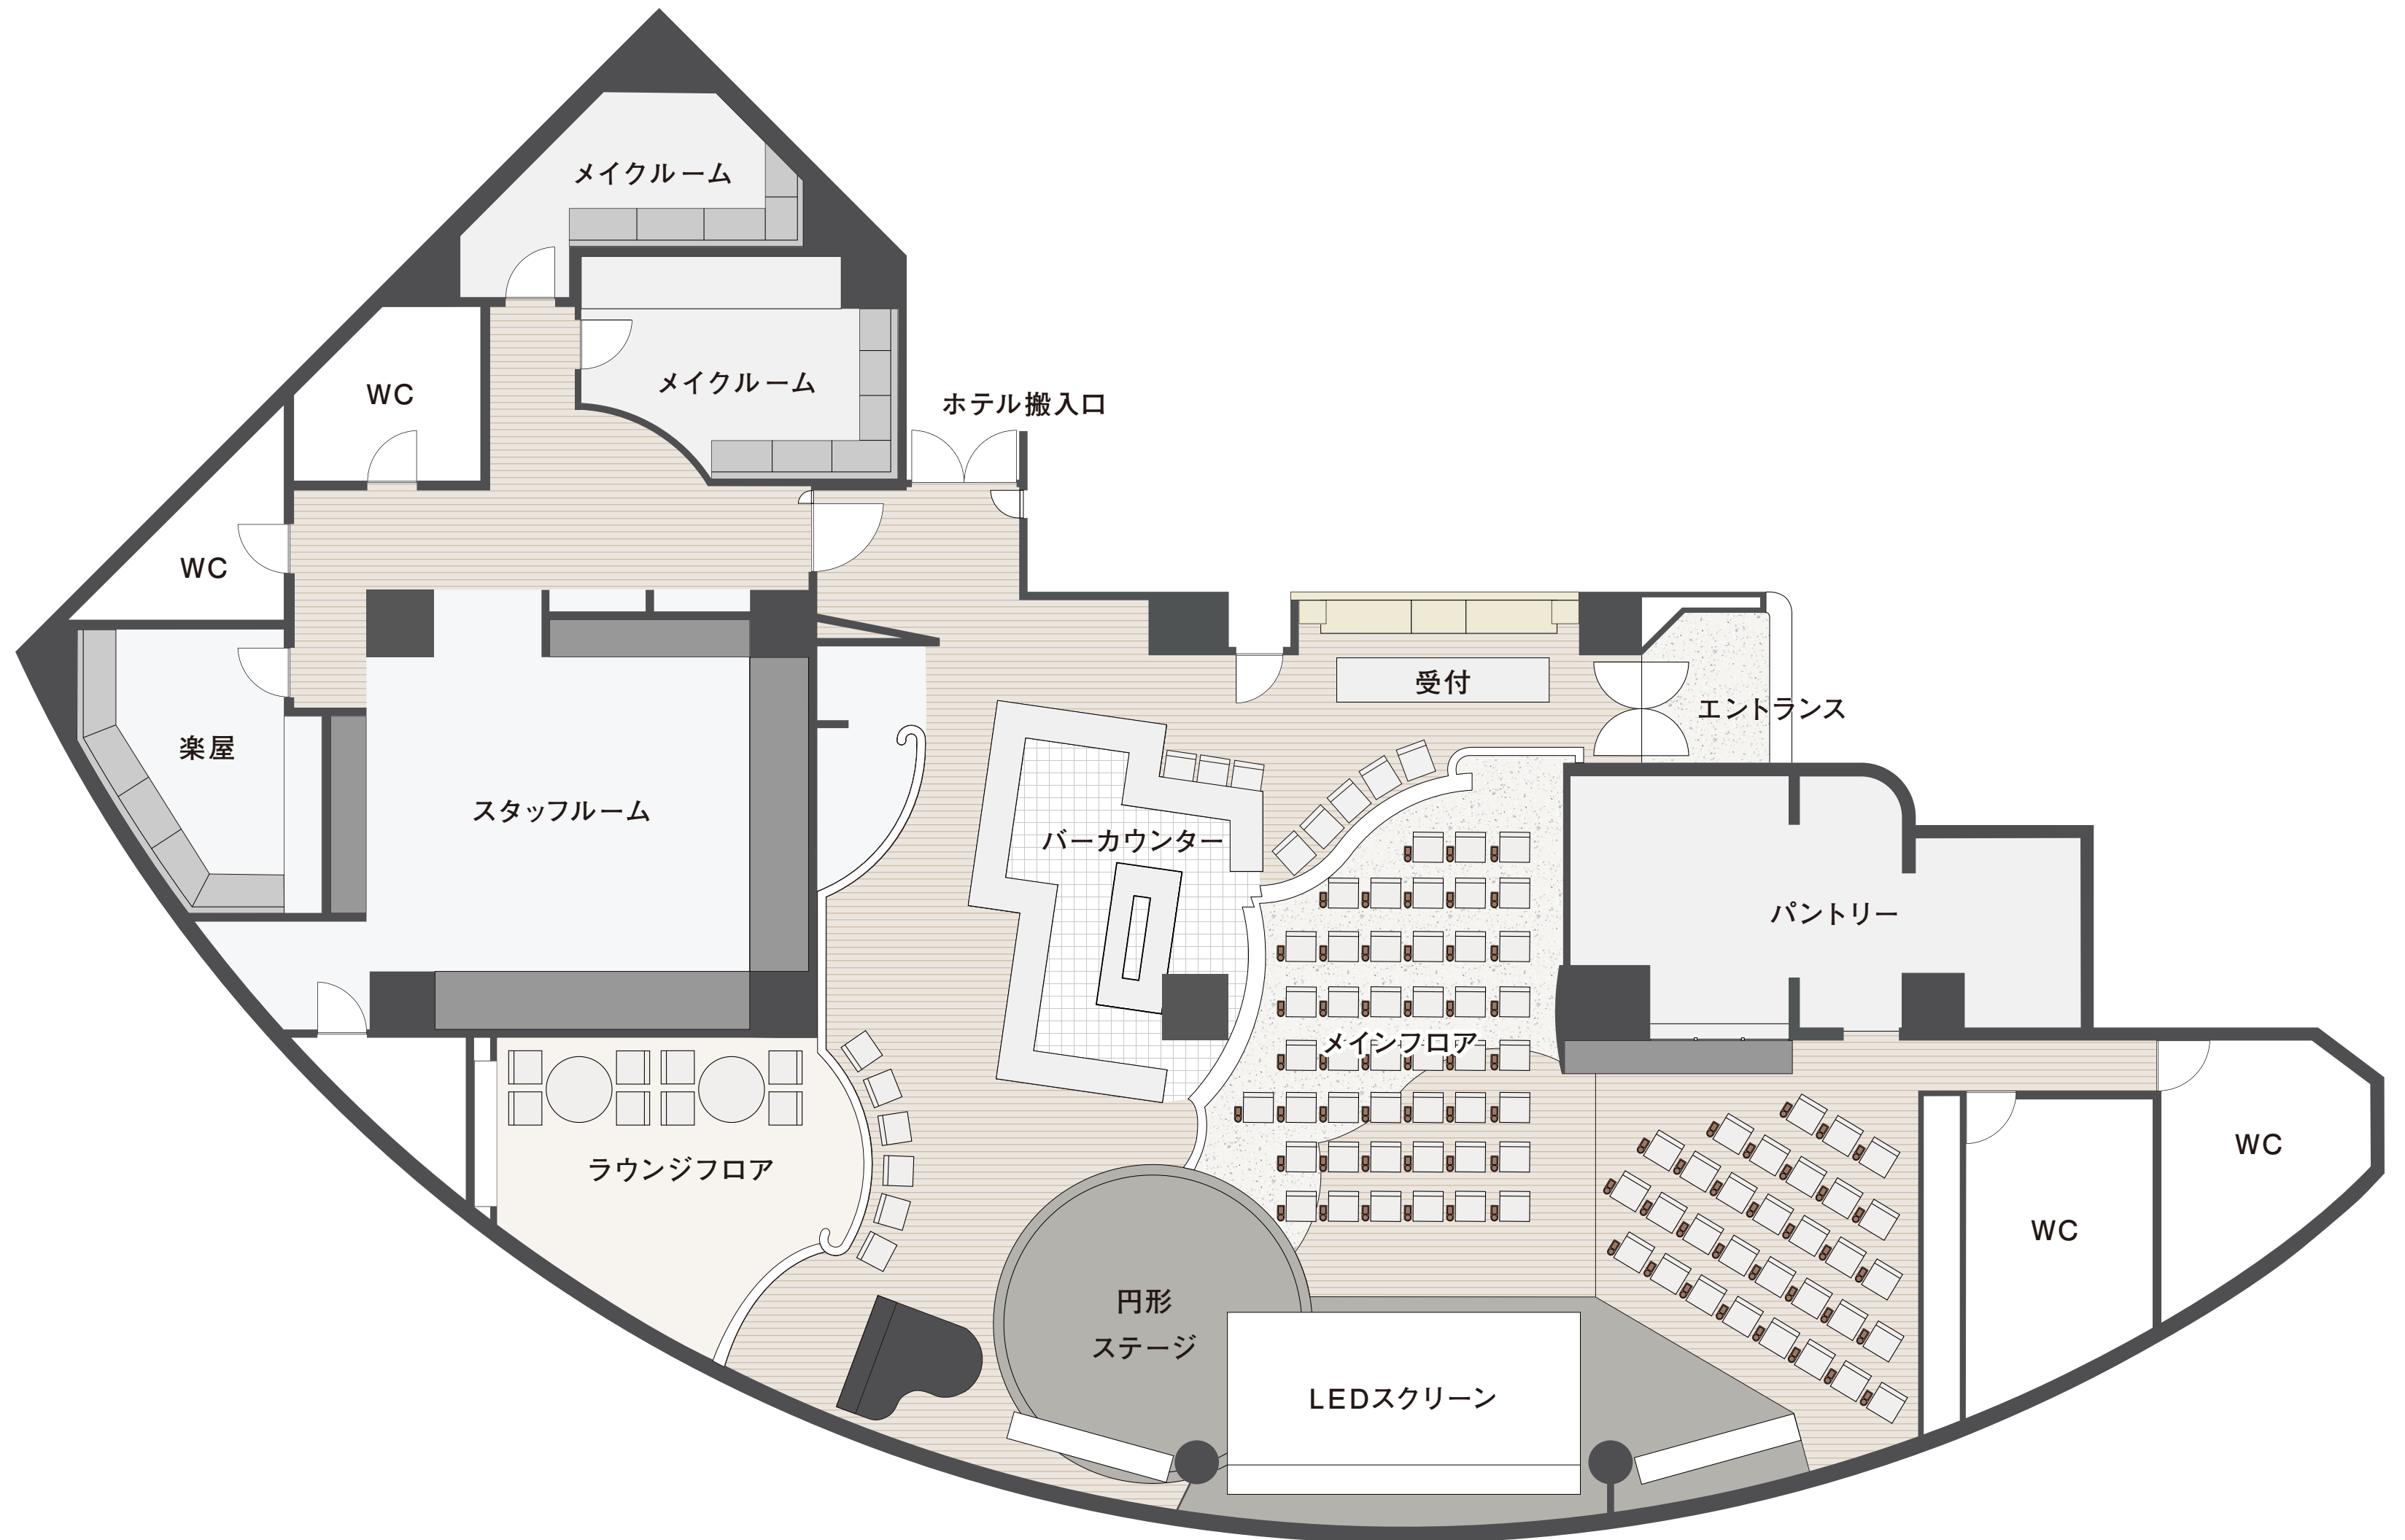 メイクルーム
メイクルーム
WC
ホテル搬入口
WC
受付
エントランス
楽屋
スタッフルーム
バーカウンター
パントリー
メインフロア
ラウンジフロア
WC
WC
円形
ステージ
LEDスクリーン